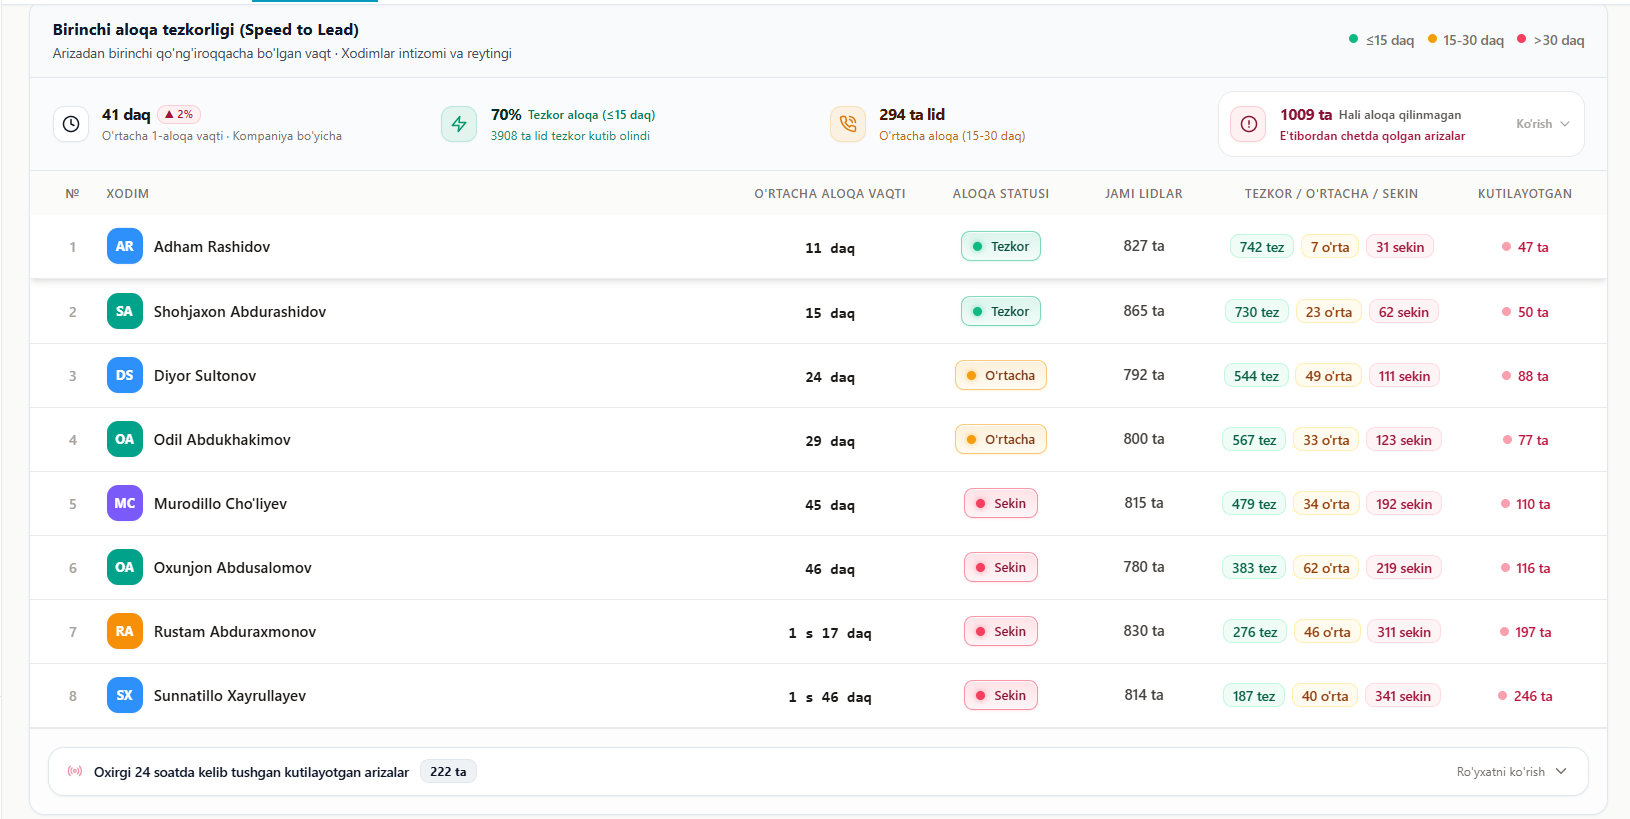 Birinchi aloqa tezkorligi (Speed to Lead)
Arizadan birinchi qo'ng'iroqqacha bo'lgan vaqt · Xodimlar intizomi va reytingi
≤15 daq 15-30 daq >30 daq
41 daq ▲ 2%
O'rtacha 1-aloqa vaqti · Kompaniya bo'yicha
70% Tezkor aloqa (≤15 daq)
3908 ta lid tezkor kutib olindi
294 ta lid
O'rtacha aloqa (15-30 daq)
1009 ta Hali aloqa qilinmagan
E'tibordan chetda qolgan arizalar
Ko'rish
№ XODIM O'RTACHA ALOQA VAQTI ALOQA STATUSI JAMI LIDLAR TEZKOR / O'RTACHA / SEKIN KUTILAYOTGAN
1 AR Adham Rashidov 11 daq Tezkor 827 ta 742 tez 7 o'rta 31 sekin 47 ta
2 SA Shohjaxon Abdurashidov 15 daq Tezkor 865 ta 730 tez 23 o'rta 62 sekin 50 ta
3 DS Diyor Sultonov 24 daq O'rtacha 792 ta 544 tez 49 o'rta 111 sekin 88 ta
4 OA Odil Abdukhakimov 29 daq O'rtacha 800 ta 567 tez 33 o'rta 123 sekin 77 ta
5 MC Murodillo Cho'liyev 45 daq Sekin 815 ta 479 tez 34 o'rta 192 sekin 110 ta
6 OA Oxunjon Abdusalomov 46 daq Sekin 780 ta 383 tez 62 o'rta 219 sekin 116 ta
7 RA Rustam Abduraxmonov 1 s 17 daq Sekin 830 ta 276 tez 46 o'rta 311 sekin 197 ta
8 SX Sunnatillo Xayrullayev 1 s 46 daq Sekin 814 ta 187 tez 40 o'rta 341 sekin 246 ta
Oxirgi 24 soatda kelib tushgan kutilayotgan arizalar 222 ta Ro'yxatni ko'rish